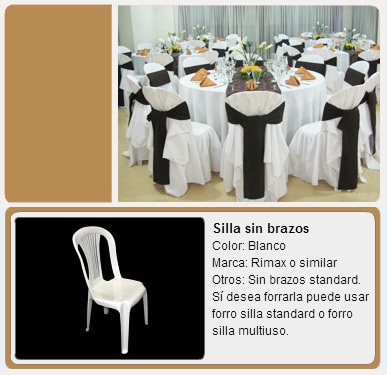 Silla sin brazos
Color: Blanco
Marca: Rimax o similar
Otros: Sin brazos standard.
Sí desea forrarla puede usar
forro silla standard o forro
silla multiuso.